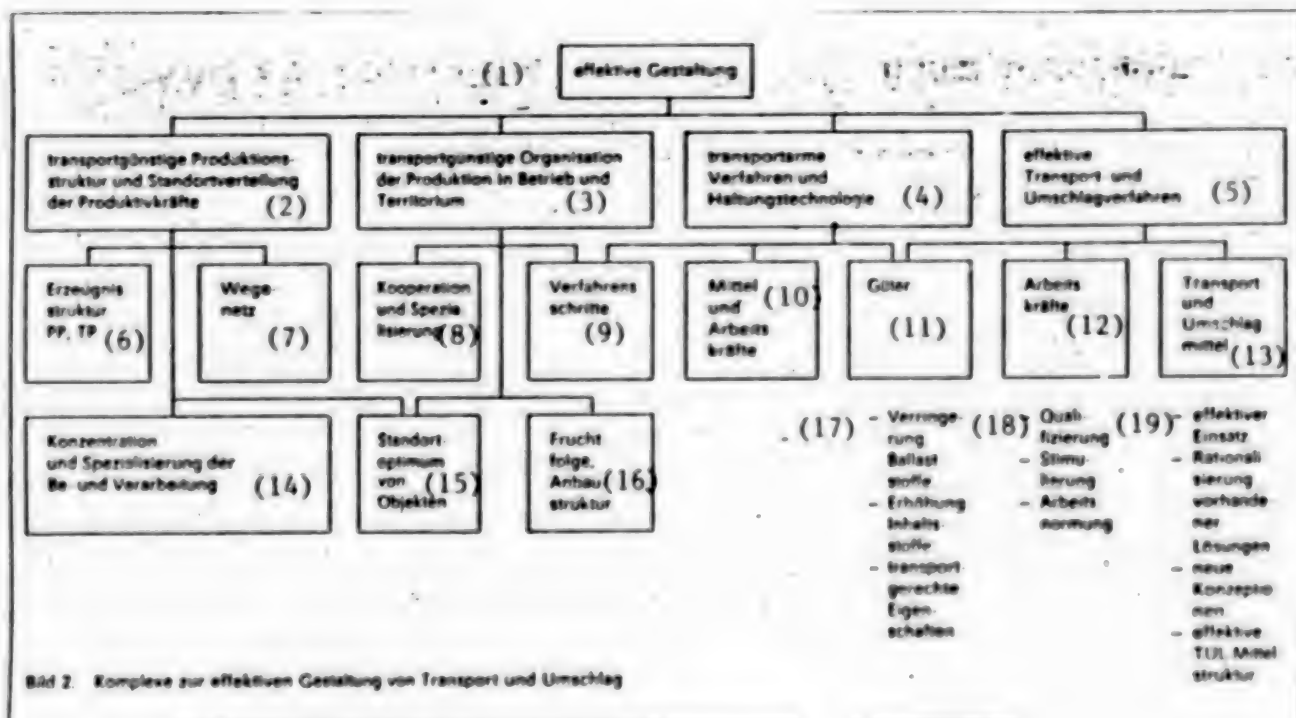 (1) effektive Gestaltung
transportgünstige Produktions-
struktur und Standortverteilung
der Produktivkräfte (2)
transportgünstige Organisation
der Produktion in Betrieb und
Territorium (3)
transportarme
Verfahren und
Haltungstechnologie (4)
effektive
Transport- und
Umschlagverfahren (5)
Erzeugnis
struktur
PP, TP (6)
Wege-
netz
(7)
Kooperation
und Spezia
lisierung (8)
Verfahrens
schritte
(9)
Mittel
und (10)
Arbeits
kräfte
Güter
(11)
Arbeits
kräfte
(12)
Transport
und
Umschlag
mittel (13)
Konzentration
und Spezialisierung der
Be- und Verarbeitung (14)
Standort
optimum
von (15)
Objekten
Frucht
folge,
Anbau (16)
struktur
(17) – Verringe-
rung
Ballast
stoffe
– Erhöhung
Inhalts-
stoffe
– transport
gerechte
Eigen-
schaften
(18) – Quali-
fizierung
– Stimu-
lierung
– Arbeits
normung
(19) – effektiver
Einsatz
– Rationali
sierung
vorhande
ner
Lösungen
– neue
Konzeptio
nen
– effektive
TUL Mittel
struktur
Bild 2. Komplexe zur effektiven Gestaltung von Transport und Umschlag